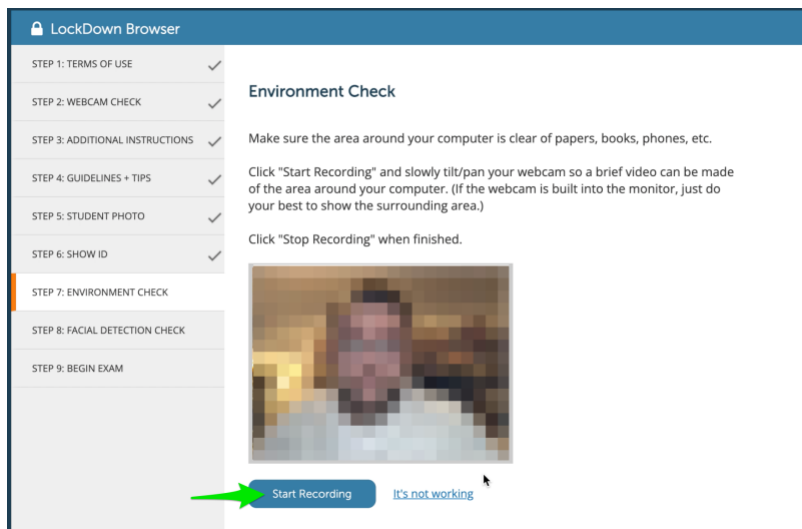 LockDown Browser
STEP 1: TERMS OF USE
STEP 2: WEBCAM CHECK
STEP 3: ADDITIONAL INSTRUCTIONS
STEP 4: GUIDELINES + TIPS
STEP 5: STUDENT PHOTO
STEP 6: SHOW ID
STEP 7: ENVIRONMENT CHECK
STEP 8: FACIAL DETECTION CHECK
STEP 9: BEGIN EXAM
Environment Check
Make sure the area around your computer is clear of papers, books, phones, etc.
Click "Start Recording" and slowly tilt/pan your webcam so a brief video can be made
of the area around your computer. (If the webcam is built into the monitor, just do
your best to show the surrounding area.)
Click "Stop Recording" when finished.
Start Recording
It's not working